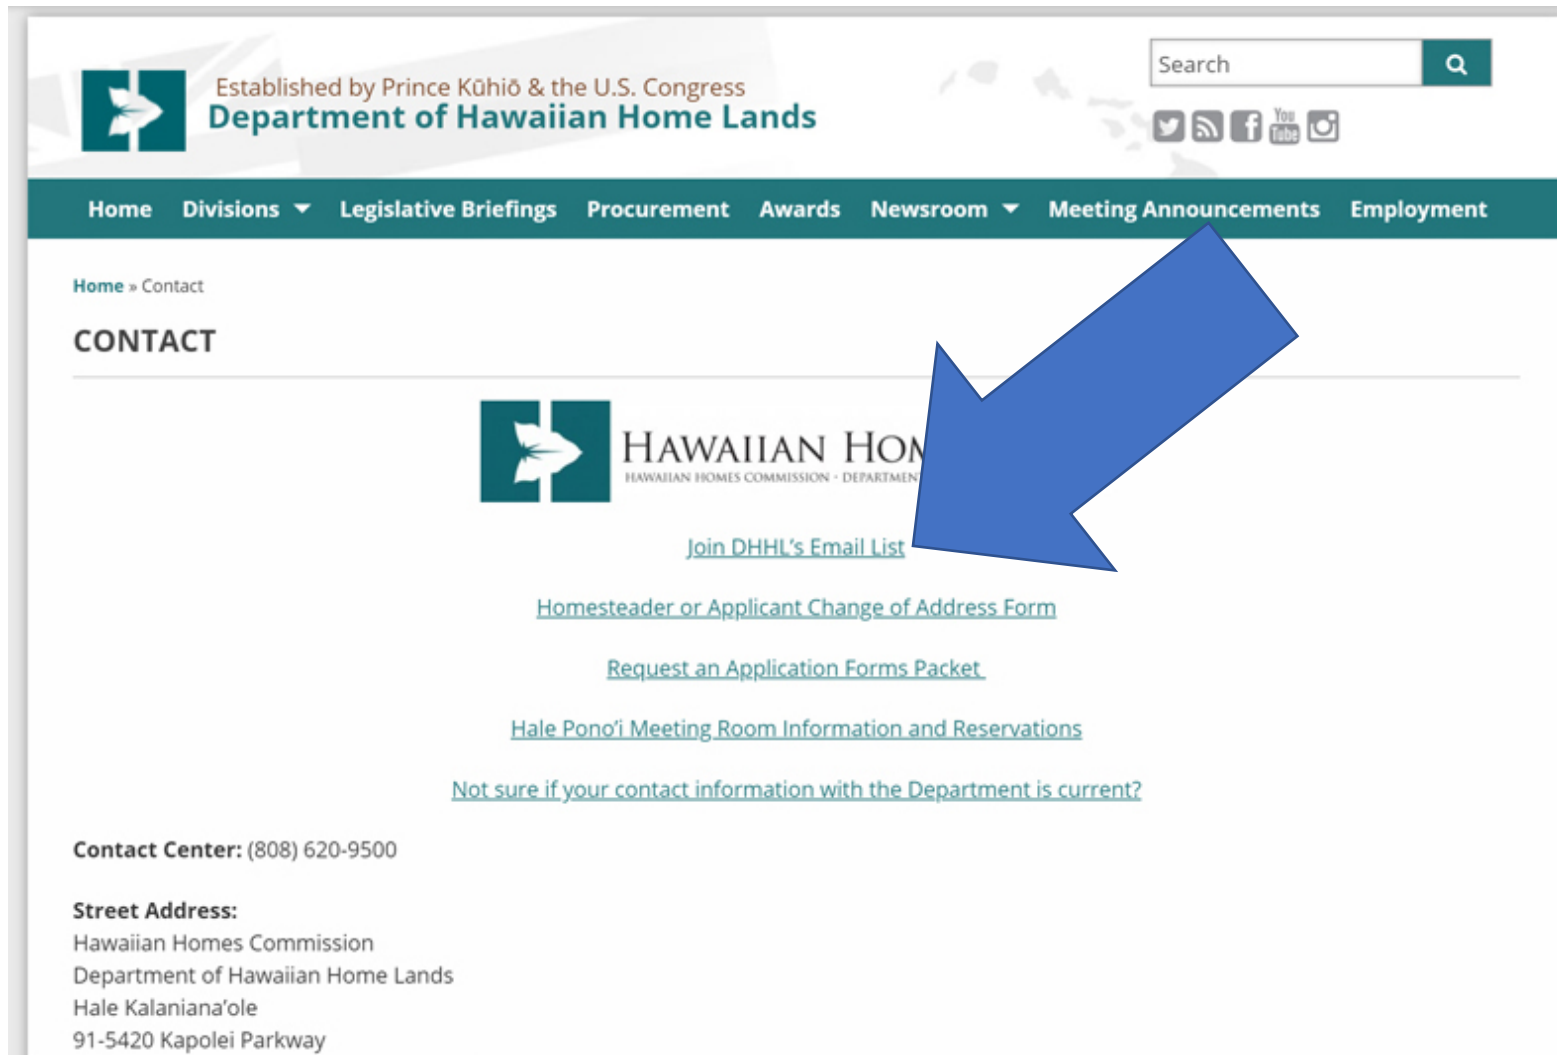 Established by Prince Kūhiō & the U.S. Congress
Department of Hawaiian Home Lands
Search
You
Tube
Home Divisions Legislative Briefings Procurement Awards Newsroom Meeting Announcements Employment
Home » Contact
CONTACT
HAWAIIAN
HAWAIIAN HOMES COMMISSION ·
Join DHHL's Email List
Homesteader or Applicant Change of Address Form
Request an Application Forms Packet
Hale Pono'i Meeting Room Information and Reservations
Not sure if your contact information with the Department is current?
Contact Center: (808) 620-9500
Street Address:
Hawaiian Homes Commission
Department of Hawaiian Home Lands
Hale Kalaniana'ole
91-5420 Kapolei Parkway